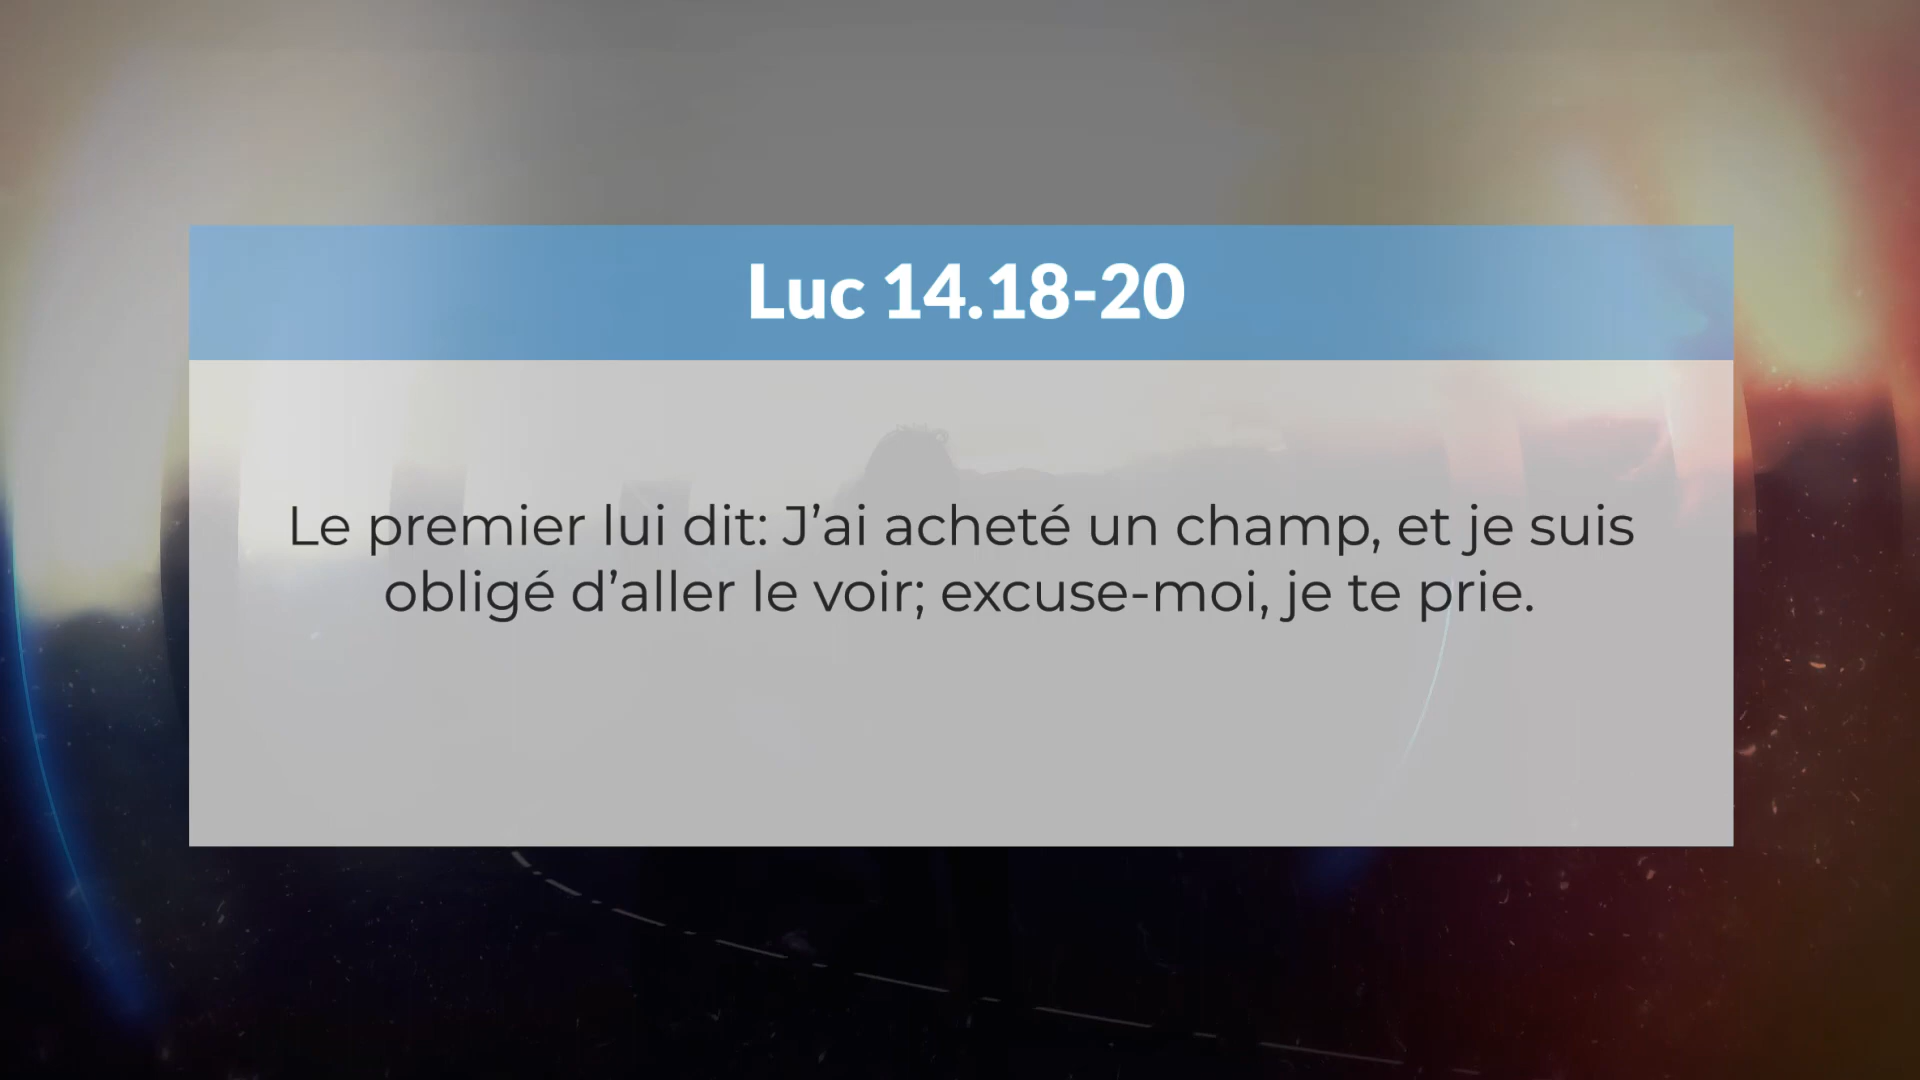 Luc 14.18-20
Le premier lui dit: J’ai acheté un champ, et je suis
obligé d’aller le voir; excuse-moi, je te prie.